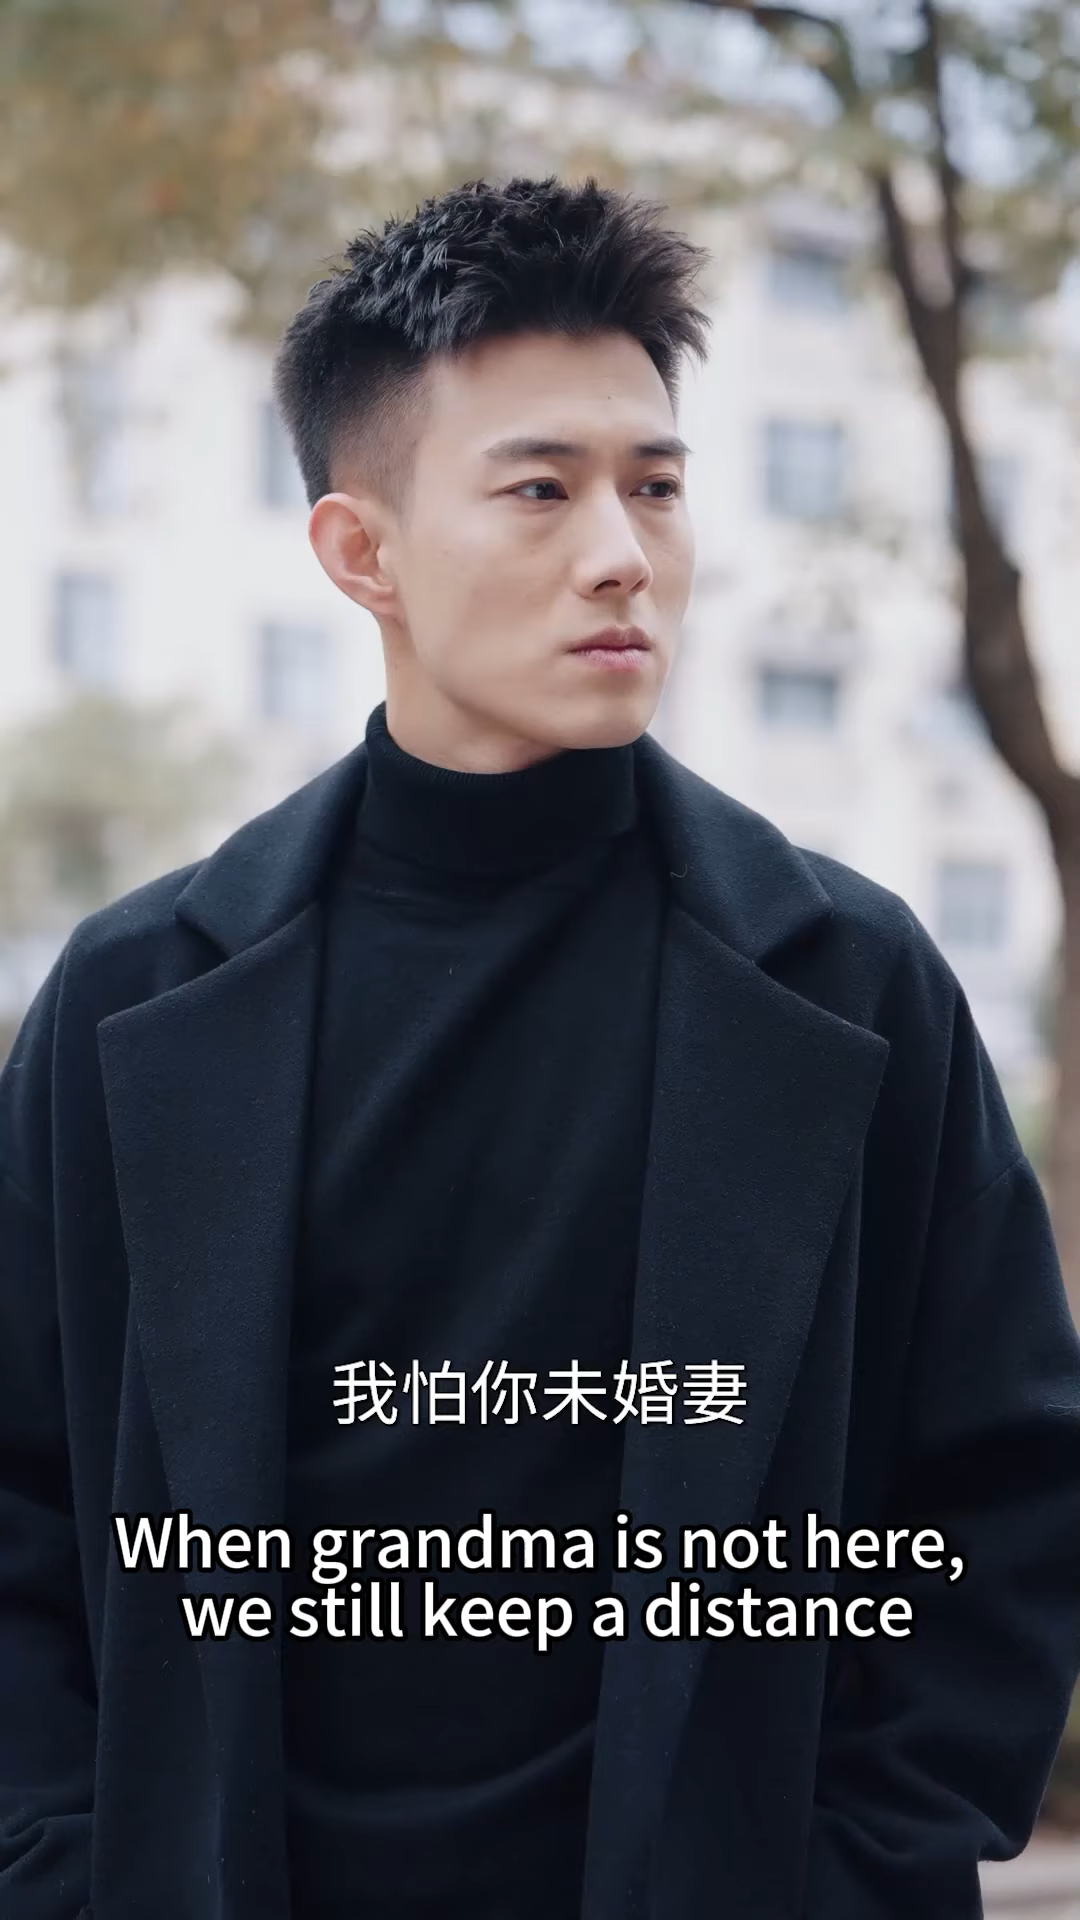 我怕你未婚妻
When grandma is not here,
we still keep a distance